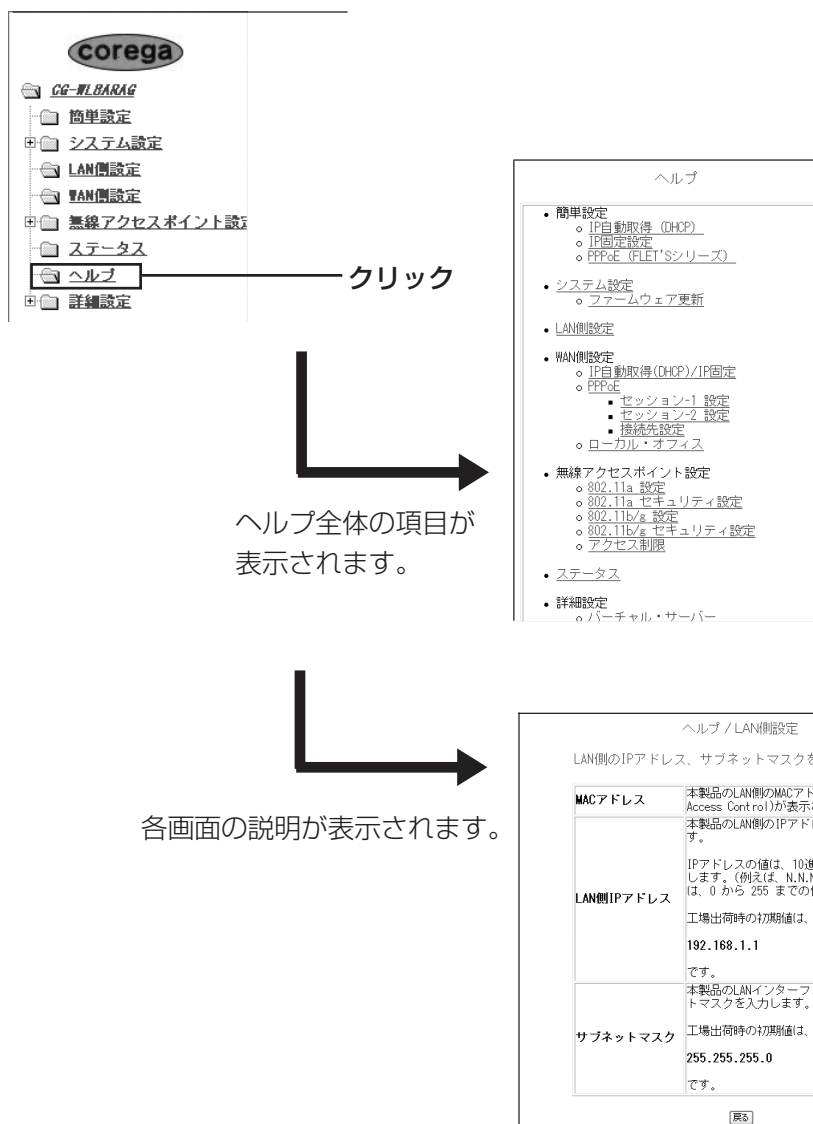 corega
CG-WLBARAG
簡単設定
システム設定
LAN側設定
WAN側設定
無線アクセスポイント設定
ステータス
ヘルプ
詳細設定
クリック
ヘルプ全体の項目が
表示されます。
ヘルプ
簡単設定
IP自動取得 (DHCP)
IP固定設定
PPPoE (FLET'Sシリーズ)
システム設定
ファームウェア更新
LAN側設定
WAN側設定
IP自動取得(DHCP)/IP固定
PPPoE
セッション-1 設定
セッション-2 設定
接続先設定
ローカル・オフィス
無線アクセスポイント設定
802.11a 設定
802.11a セキュリティ設定
802.11b/g 設定
802.11b/g セキュリティ設定
アクセス制限
ステータス
詳細設定
バーチャル・サーバー
各画面の説明が表示されます。
ヘルプ / LAN側設定
LAN側のIPアドレス、サブネットマスクを
MACアドレス
本製品のLAN側のMACアド
Access Control)が表示
LAN側IPアドレス
本製品のLAN側のIPアド
す。
IPアドレスの値は、10進
します。(例えば、N.N.
は、0 から 255 までの
工場出荷時の初期値は、
192.168.1.1
です。
サブネットマスク
本製品のLANインターフ
トマスクを入力します。
工場出荷時の初期値は、
255.255.255.0
です。
戻る